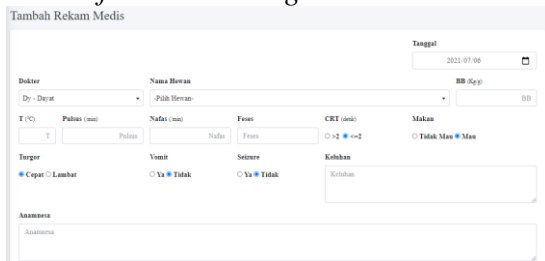 Tambah Rekam Medis
Tanggal
2021/07/06
Dokter Nama Hewan BB (Kg/g)
Dy - Dayat -Pilih Hewan- BB
T (°C) Pulsus (/min) Nafas (/min) Feses CRT (detik) Makan
T Pulsus Nafas Feses >2 <=2 Tidak Mau Mau
Turgor Vomit Seizure Keluhan
Cepat Lambat Ya Tidak Ya Tidak Keluhan
Anamnesa
Anamnesa